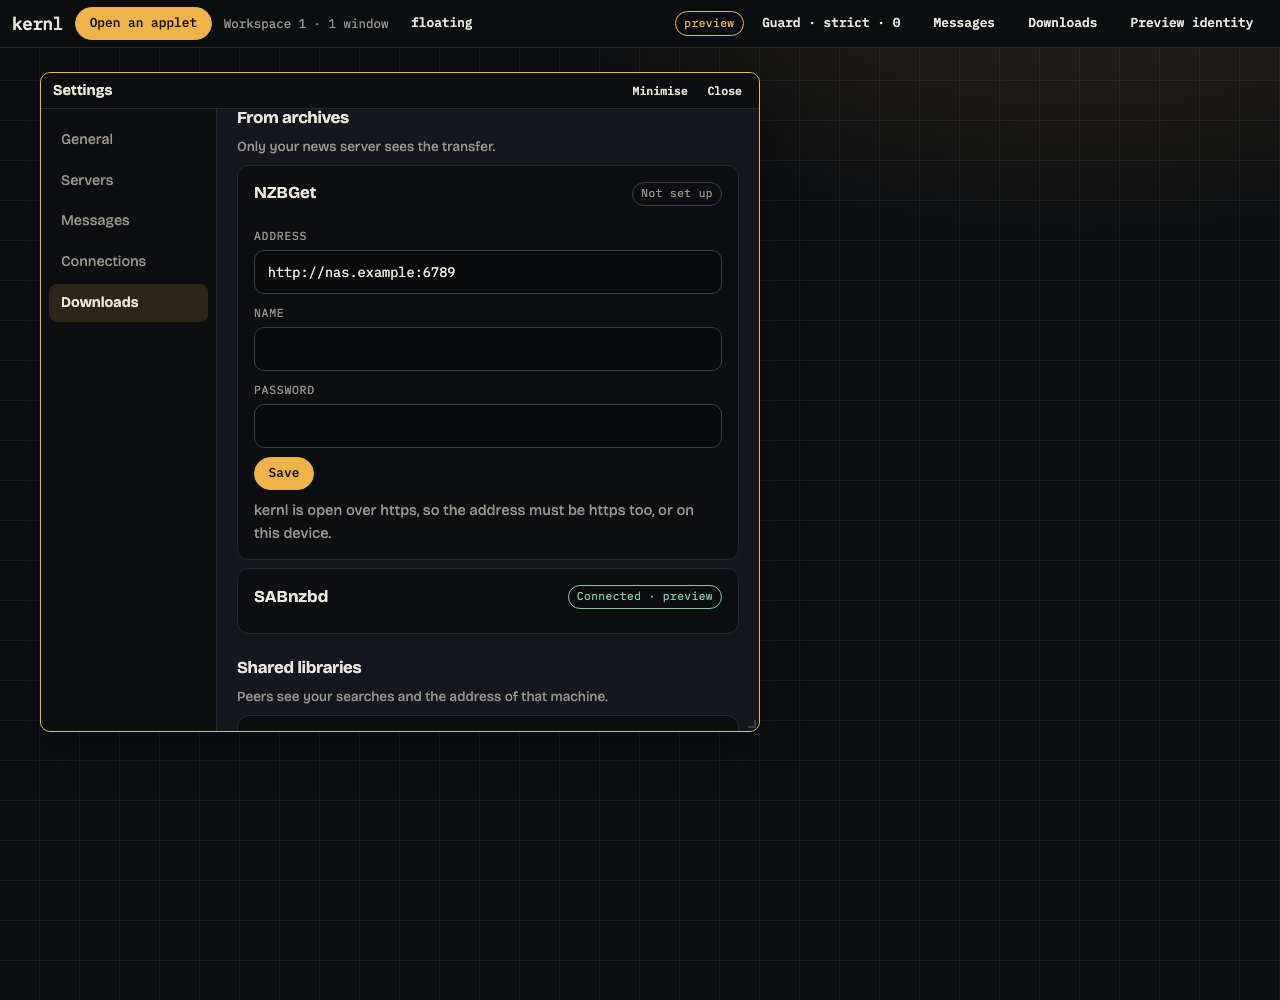 kernl
Open an applet
Workspace 1 · 1 window
floating
preview
Guard · strict · 0
Messages
Downloads
Preview identity
Settings
Minimise
Close
General
Servers
Messages
Connections
Downloads
From archives
Only your news server sees the transfer.
NZBGet
Not set up
ADDRESS
http://nas.example:6789
NAME
PASSWORD
Save
kernl is open over https, so the address must be https too, or on
this device.
SABnzbd
Connected · preview
Shared libraries
Peers see your searches and the address of that machine.